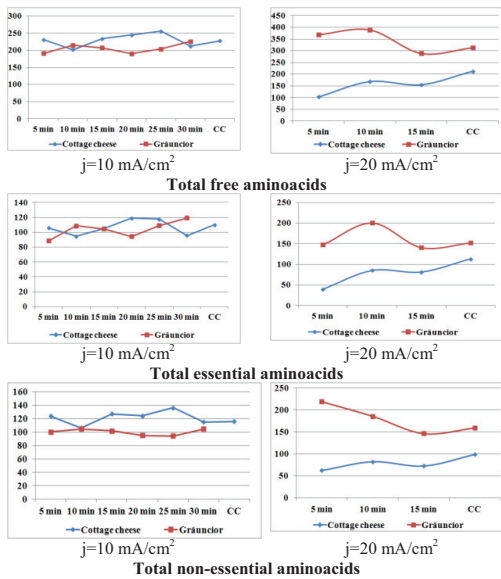 300
250
200
150
100
50
0
5 min 10 min 15 min 20 min 25 min 30 min CC
Cottage cheese Grăuncior
j=10 mA/cm²
450
400
350
300
250
200
150
100
50
0
5 min 10 min 15 min CC
Cottage cheese Grăuncior
j=20 mA/cm²
Total free aminoacids
140
120
100
80
60
40
20
0
5 min 10 min 15 min 20 min 25 min 30 min CC
Cottage cheese Grăuncior
j=10 mA/cm²
250
200
150
100
50
0
5 min 10 min 15 min CC
Cottage cheese Grăuncior
j=20 mA/cm²
Total essential aminoacids
160
140
120
100
80
60
40
20
0
5 min 10 min 15 min 20 min 25 min 30 min CC
Cottage cheese Grăuncior
j=10 mA/cm²
250
200
150
100
50
0
5 min 10 min 15 min CC
Cottage cheese Grăuncior
j=20 mA/cm²
Total non-essential aminoacids